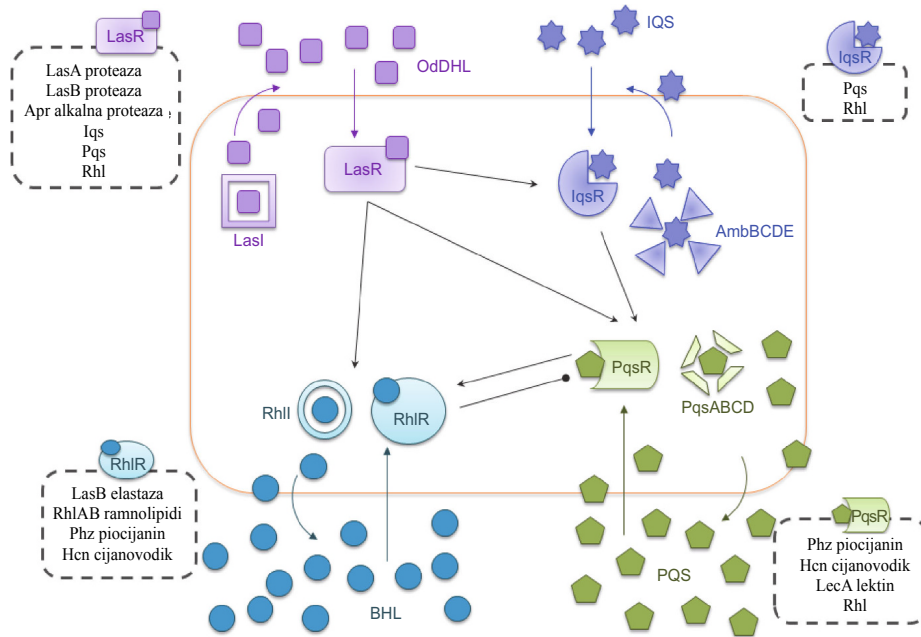 LasR
LasA proteaza
LasB proteaza
Apr alkalna proteaza
Iqs
Pqs
Rhl
OdDHL
IQS
IqsR
Pqs
Rhl
LasR
LasI
IqsR
AmbBCDE
PqsR
PqsABCD
RhlI
RhlR
RhlR
LasB elastaza
RhlAB ramnolipidi
Phz piocijanin
Hcn cijanovodik
BHL
PQS
PqsR
Phz piocijanin
Hcn cijanovodik
LecA lektin
Rhl